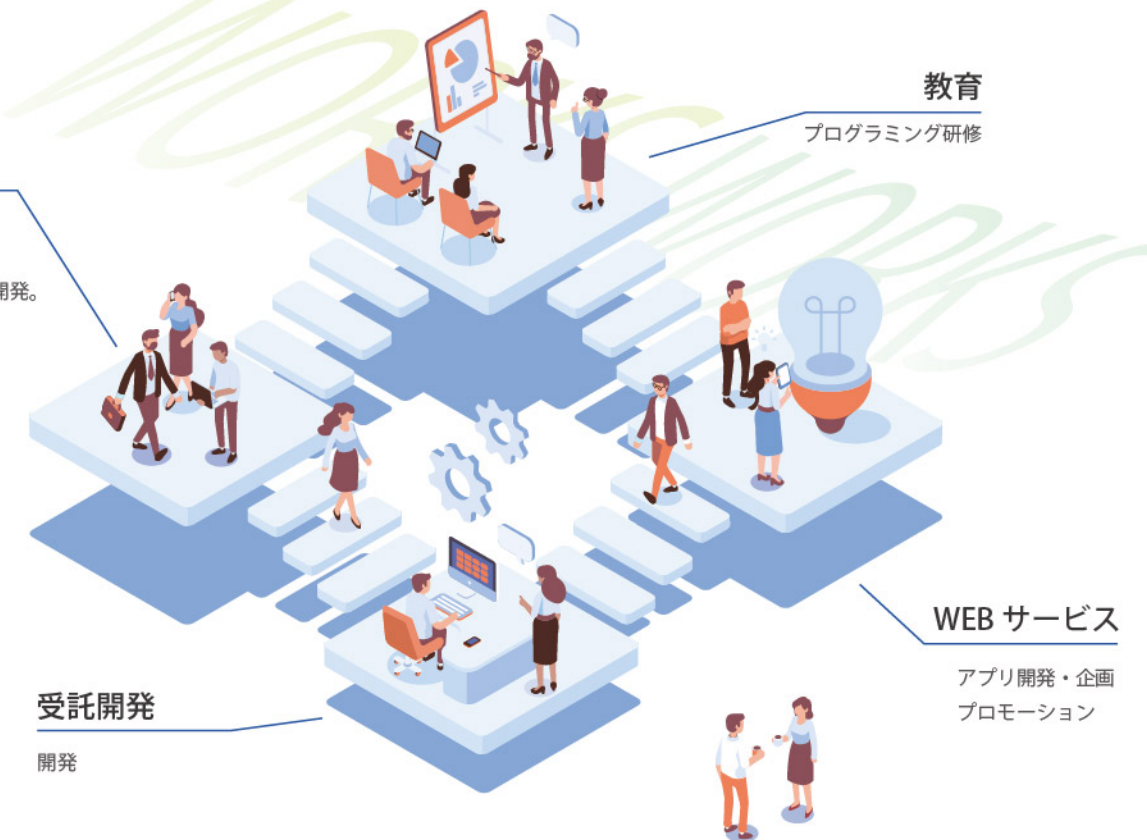 教育
プログラミング研修
開発。
WEB サービス
アプリ開発・企画
プロモーション
受託開発
開発
WORKS